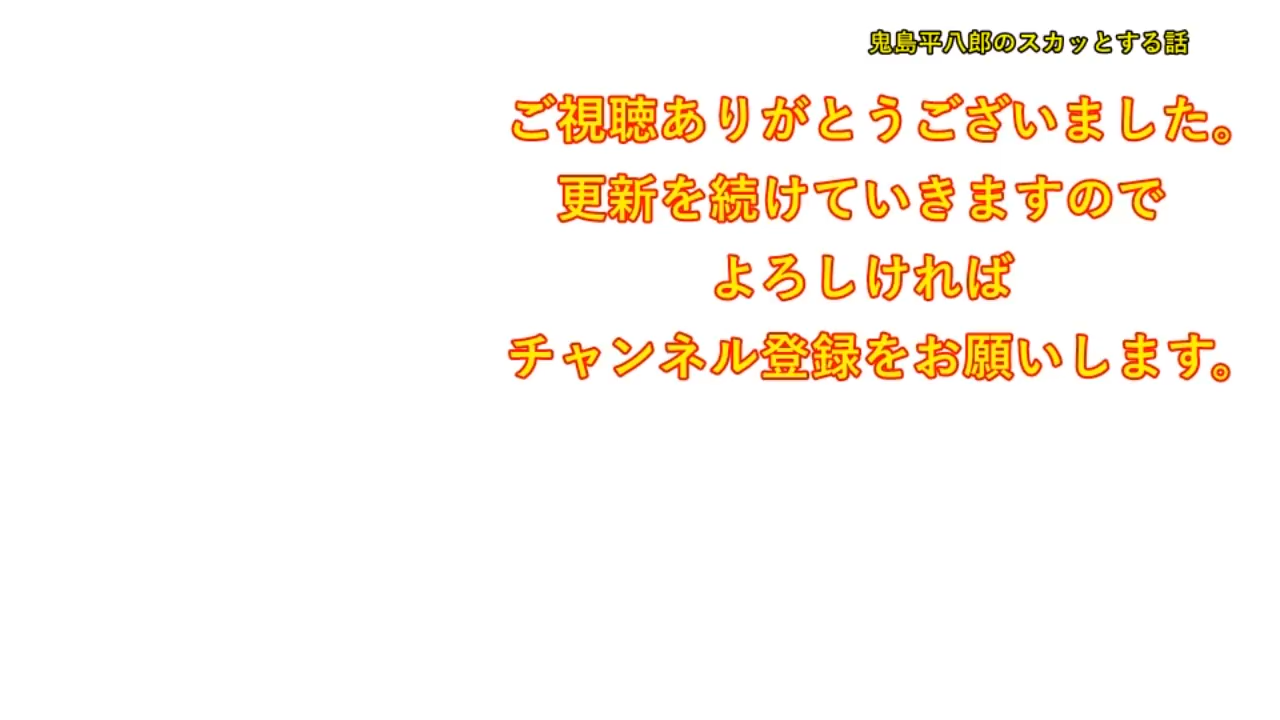 鬼島平八郎のスカッとする話
ご視聴ありがとうございました。
更新を続けていきますので
よろしければ
チャンネル登録をお願いします。